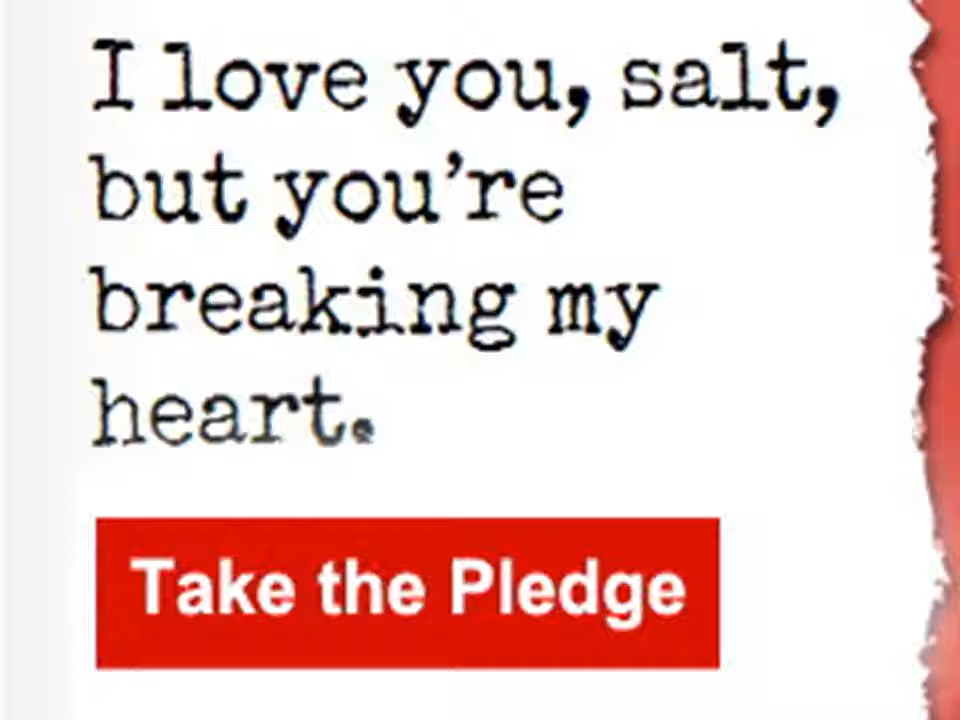 I love you, salt,
but you’re
breaking my
heart.
Take the Pledge